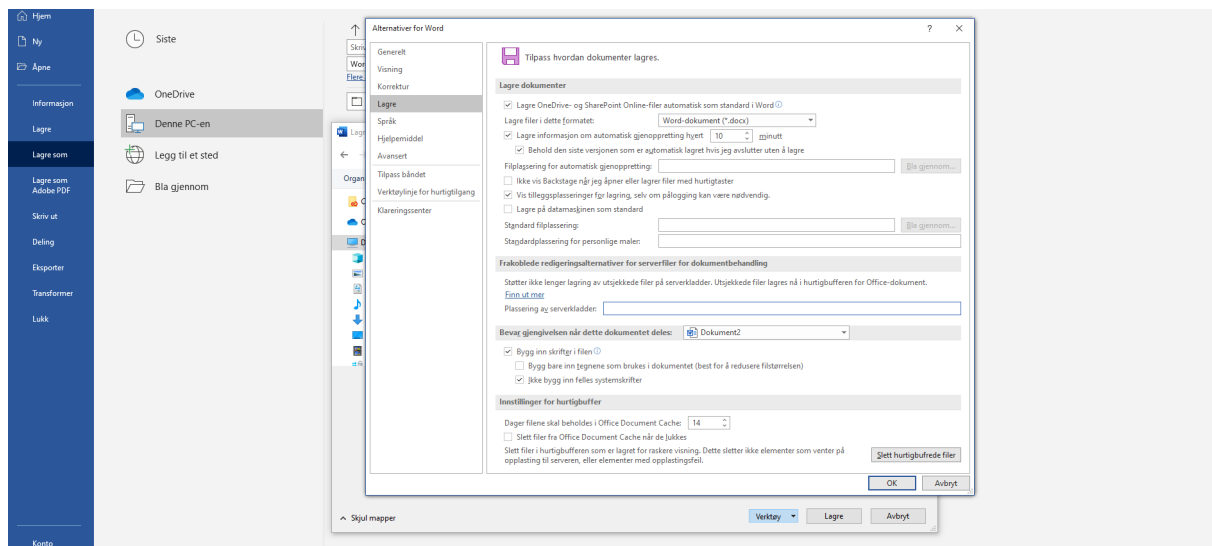 Hjem
Ny
Åpne
Informasjon
Lagre
Lagre som
Lagre som
Adobe PDF
Skriv ut
Deling
Eksporter
Transformer
Lukk
Konto
Siste
OneDrive
Denne PC-en
Legg til et sted
Bla gjennom
Skriv
Wor
Flere
Lagr
Organ
Alternativer for Word
Generelt
Visning
Korrektur
Lagre
Språk
Hjelpemiddel
Avansert
Tilpass båndet
Verktøylinje for hurtigtilgang
Klareringssenter
Tilpass hvordan dokumenter lagres.
Lagre dokumenter
Lagre OneDrive- og SharePoint Online-filer automatisk som standard i Word
Lagre filer i dette formatet: Word-dokument (*.docx)
Lagre informasjon om automatisk gjenoppretting hvert 10 minutt
Behold den siste versjonen som er automatisk lagret hvis jeg avslutter uten å lagre
Filplassering for automatisk gjenoppretting: Bla gjennom...
Ikke vis Backstage når jeg åpner eller lagrer filer med hurtigtaster
Vis tilleggsplasseringer for lagring, selv om pålogging kan være nødvendig.
Lagre på datamaskinen som standard
Standard filplassering: Bla gjennom...
Standardplassering for personlige maler:
Frakoblede redigeringsalternativer for serverfiler for dokumentbehandling
Støtter ikke lenger lagring av utsjekkede filer på serverkladder. Utsjekkede filer lagres nå i hurtigbufferen for Office-dokument.
Finn ut mer
Plassering av serverkladder:
Bevar gjengivelsen når dette dokumentet deles: Dokument2
Bygg inn skrifter i filen
Bygg bare inn tegnene som brukes i dokumentet (best for å redusere filstørrelsen)
Ikke bygg inn felles systemskrifter
Innstillinger for hurtigbuffer
Dager filene skal beholdes i Office Document Cache: 14
Slett filer fra Office Document Cache når de lukkes
Slett filer i hurtigbufferen som er lagret for raskere visning. Dette sletter ikke elementer som venter på
opplasting til serveren, eller elementer med opplastingsfeil.
Slett hurtigbufrede filer
OK Avbryt
Skjul mapper
Verktøy Lagre Avbryt